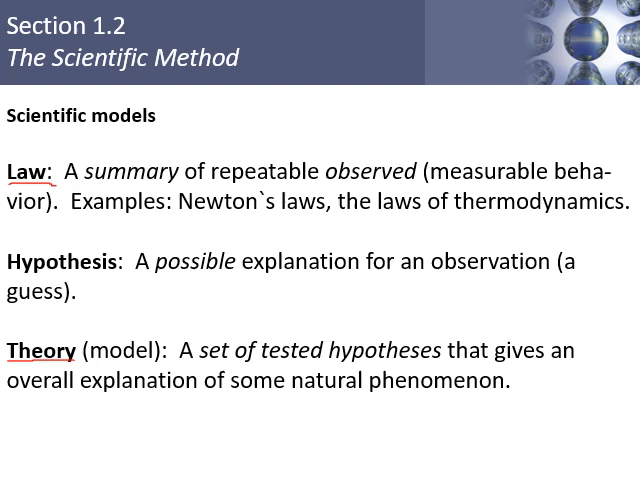 Section 1.2
The Scientific Method
Scientific models
Law:  A summary of repeatable observed (measurable beha-
vior).  Examples: Newton`s laws, the laws of thermodynamics.
Hypothesis:  A possible explanation for an observation (a
guess).
Theory (model):  A set of tested hypotheses that gives an
overall explanation of some natural phenomenon.